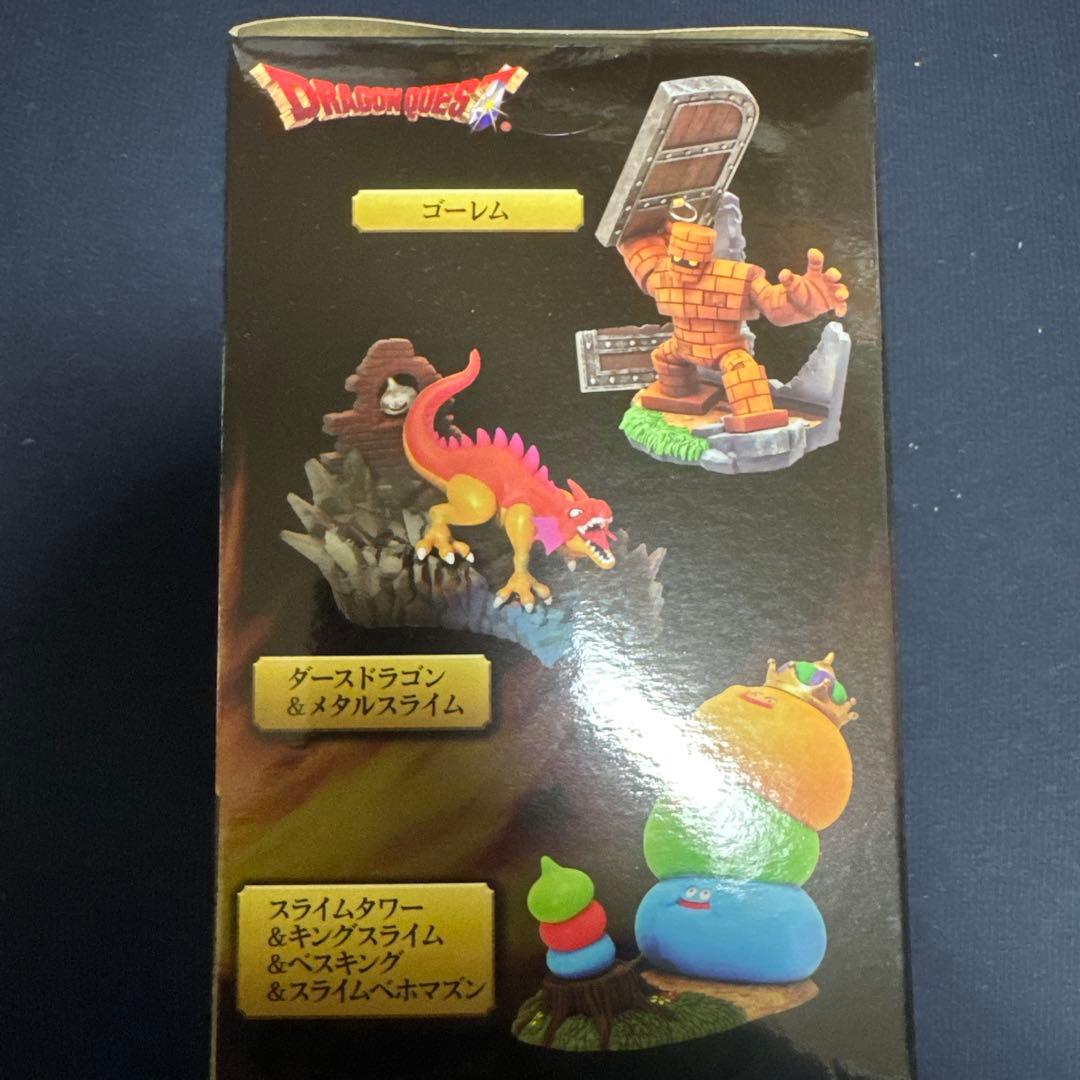 DRAGON QUEST
ゴーレム
ダースドラゴン
&メタルスライム
スライムタワー
&キングスライム
&ベスキング
&スライムベホマズン